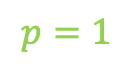 p = 1